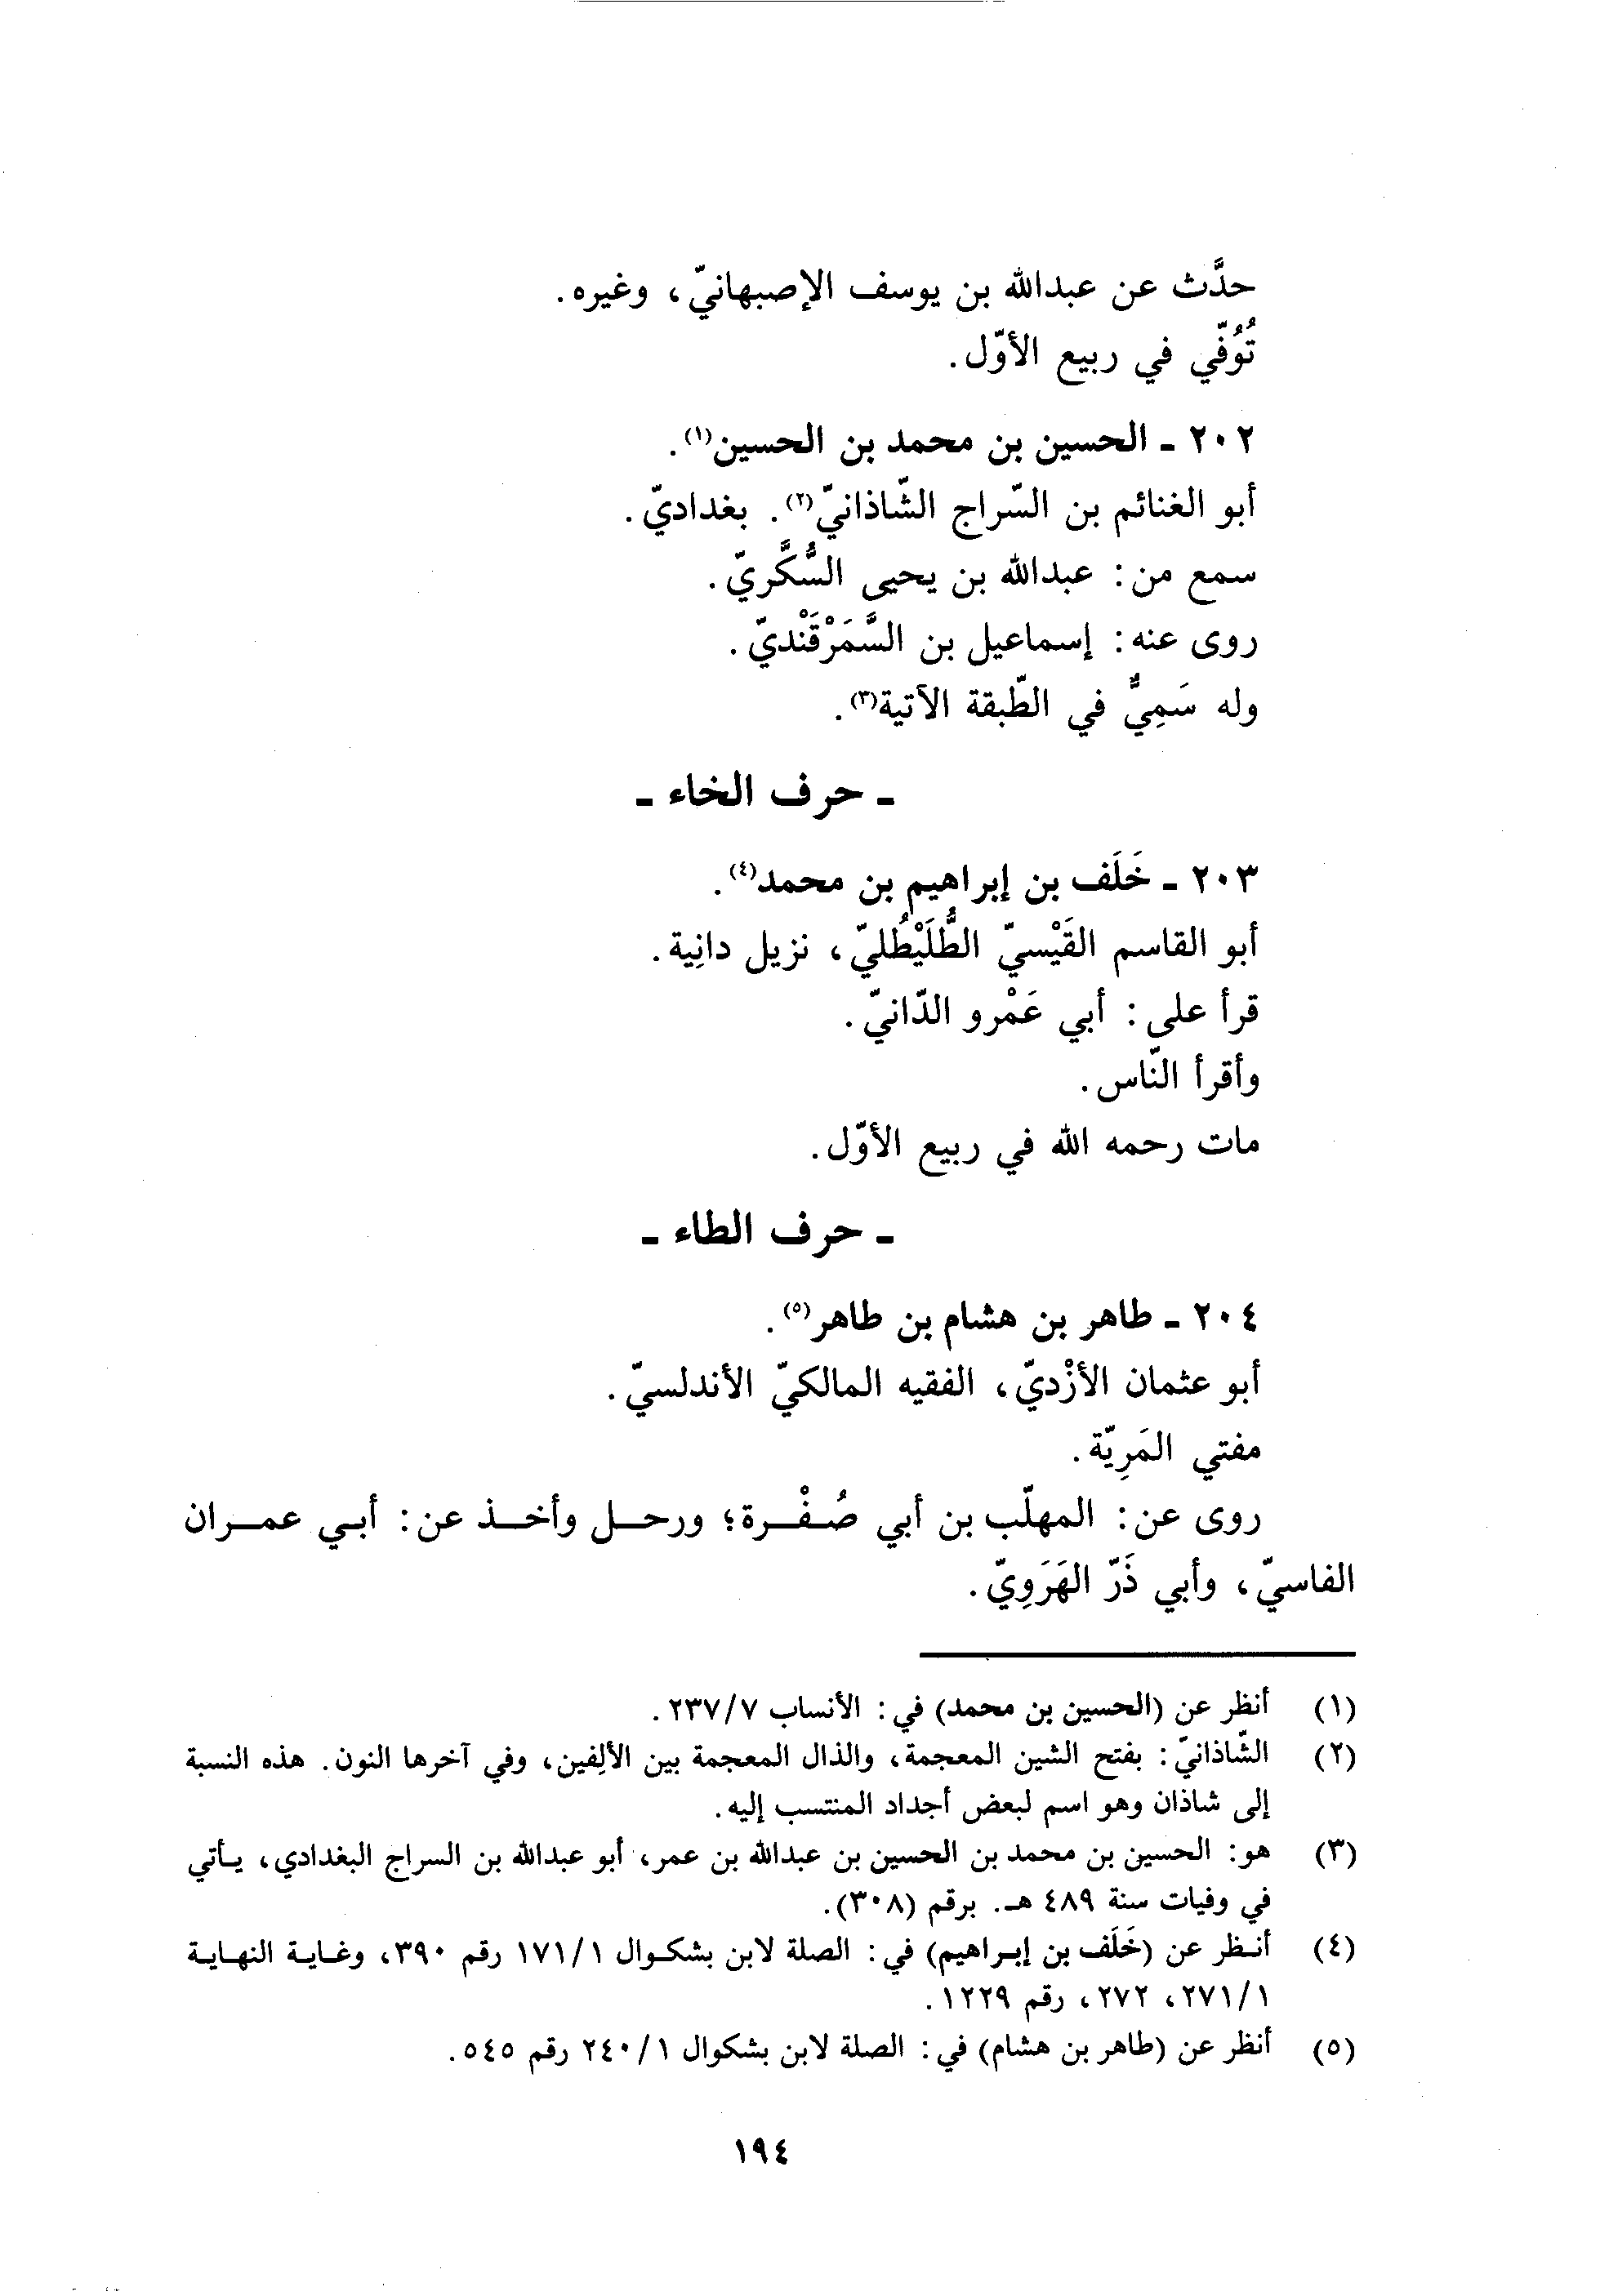 حدَّث عن عبدالله بن يوسف الإصبهانيّ، وغيره.
تُوُفّي في ربيع الأوّل.
٢٠٢ ـ الحسين بن محمد بن الحسين(١).
أبو الغنائم بن السّراج الشّاذانيّ(٢). بغداديّ.
سمع من: عبدالله بن يحيى السُّكَّريّ.
روى عنه: إسماعيل بن السَّمَرْقَنْديّ.
وله سَمِيٌّ في الطّبقة الآتية(٣).
ـ حرف الخاء ـ
٢٠٣ ـ خَلَف بن إبراهيم بن محمد(٤).
أبو القاسم القَيْسيّ الطُّلَيْطُليّ، نزيل دانِية.
قرأ على: أبي عَمْرو الدّانيّ.
وأقرأ النّاس.
مات رحمه الله في ربيع الأوّل.
ـ حرف الطاء ـ
٢٠٤ ـ طاهر بن هشام بن طاهر(٥).
أبو عثمان الأزْديّ، الفقيه المالكيّ الأندلسيّ.
مفتي المَرِيّة.
روى عن: المهلّب بن أبي صُفْرة؛ ورحل وأخذ عن: أبي عمران
الفاسيّ، وأبي ذَرّ الهَرَوِيّ.
(١) أنظر عن (الحسين بن محمد) في: الأنساب ٢٣٧/٧.
(٢) الشّاذانيّ: بفتح الشين المعجمة، والذال المعجمة بين الألِفين، وفي آخرها النون. هذه النسبة
إلى شاذان وهو اسم لبعض أجداد المنتسب إليه.
(٣) هو: الحسين بن محمد بن الحسين بن عبدالله بن عمر، أبو عبدالله بن السراج البغدادي، يأتي
في وفيات سنة ٤٨٩ هـ. برقم (٣٠٨).
(٤) أنظر عن (خَلَف بن إبراهيم) في: الصلة لابن بشكوال ١٧١/١ رقم ٣٩٠، وغاية النهاية
٢٧١/١، ٢٧٢، رقم ١٢٢٩.
(٥) أنظر عن (طاهر بن هشام) في: الصلة لابن بشكوال ٢٤٠/١ رقم ٥٤٥.
١٩٤